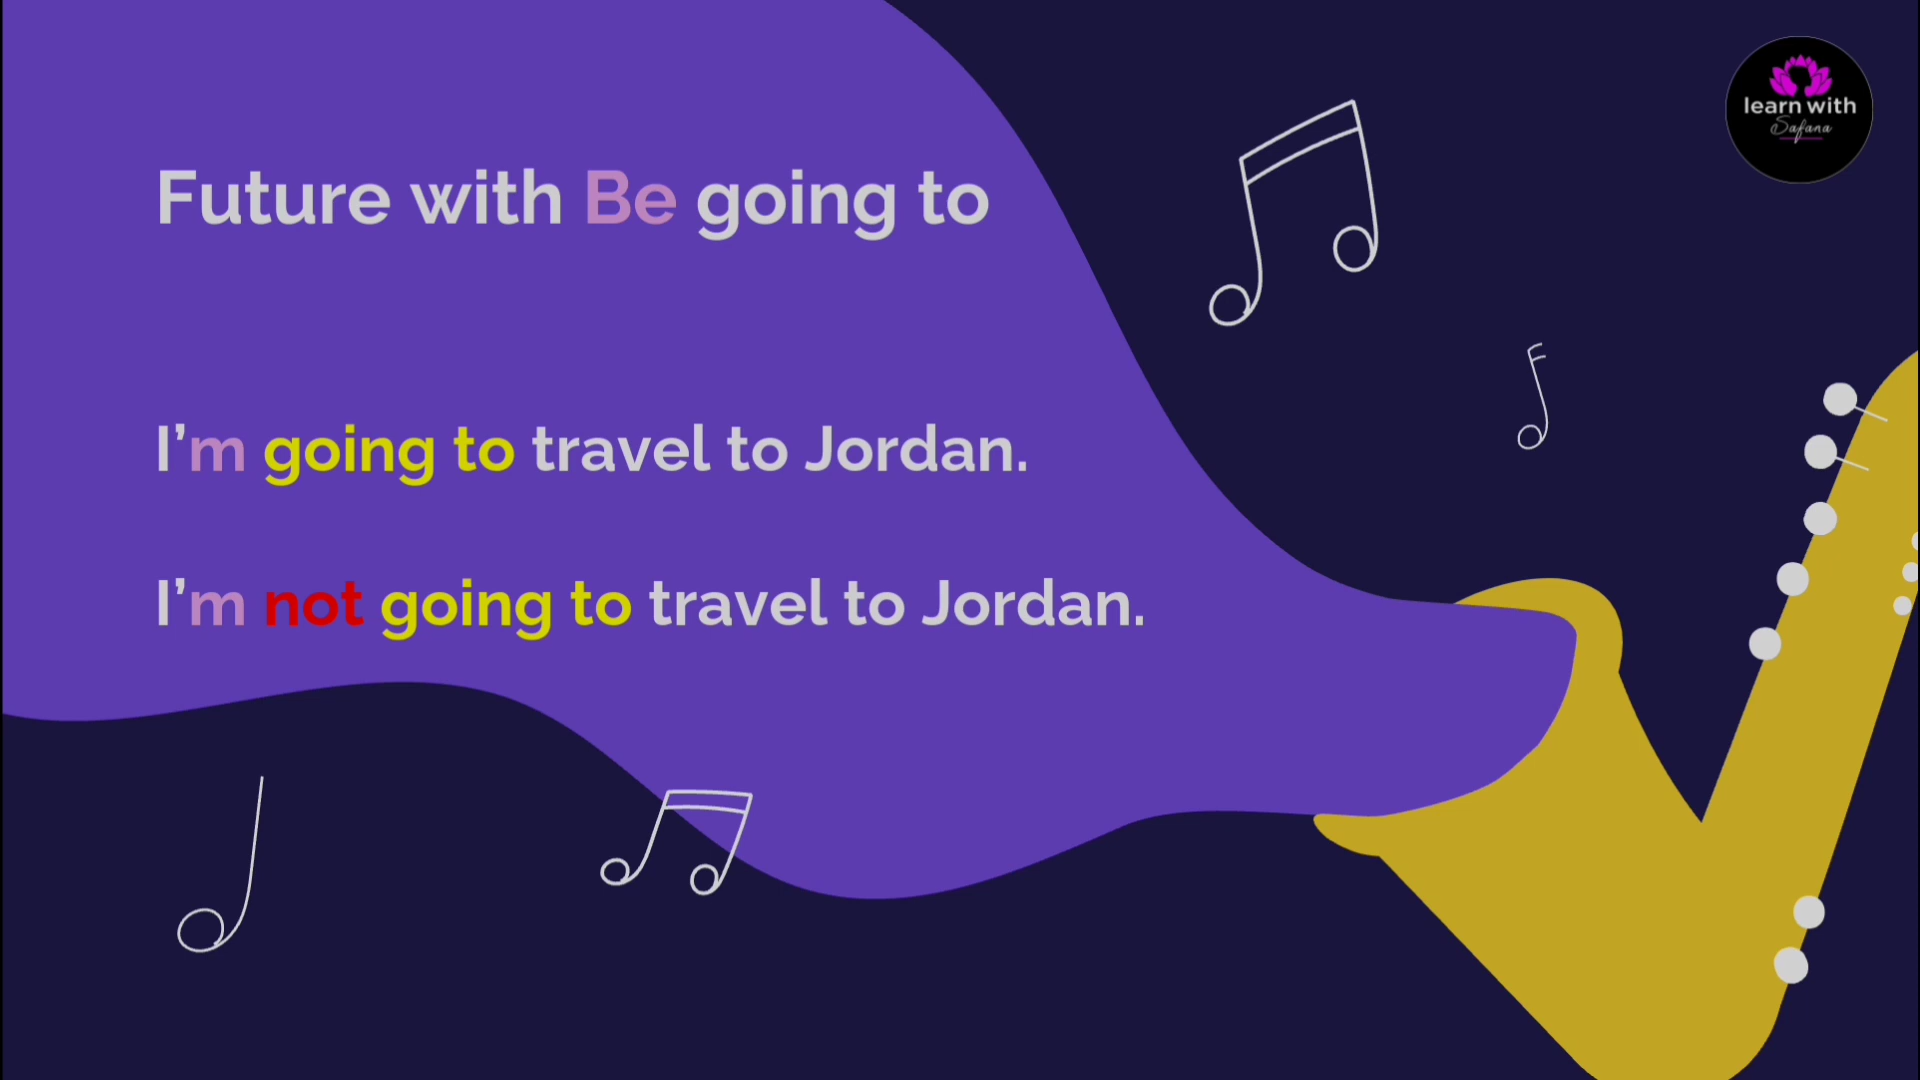 learn with
Safana
Future with Be going to
I’m going to travel to Jordan.
I’m not going to travel to Jordan.